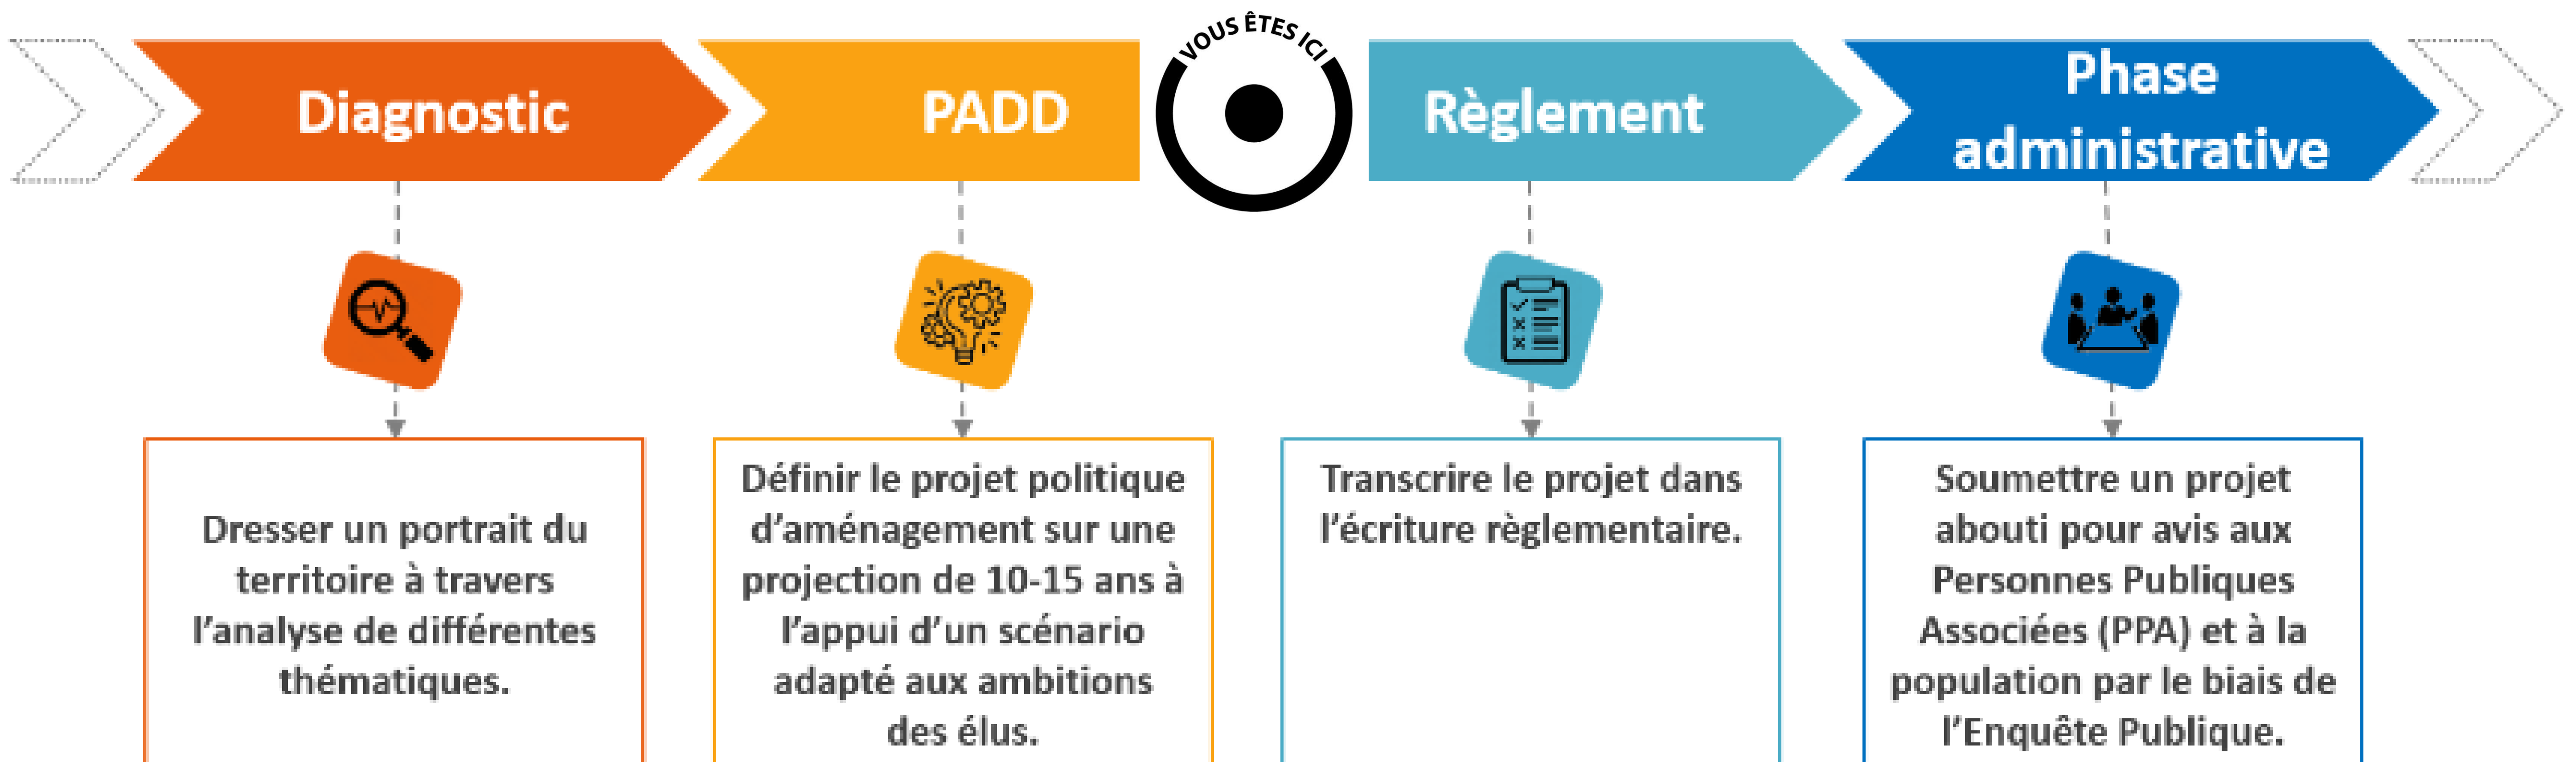 Diagnostic
PADD
VOUS ÊTES ICI
Règlement
Phase
administrative
Dresser un portrait du
territoire à travers
l'analyse de différentes
thématiques.
Définir le projet politique
d'aménagement sur une
projection de 10-15 ans à
l'appui d'un scénario
adapté aux ambitions
des élus.
Transcrire le projet dans
l'écriture règlementaire.
Soumettre un projet
abouti pour avis aux
Personnes Publiques
Associées (PPA) et à la
population par le biais de
l'Enquête Publique.